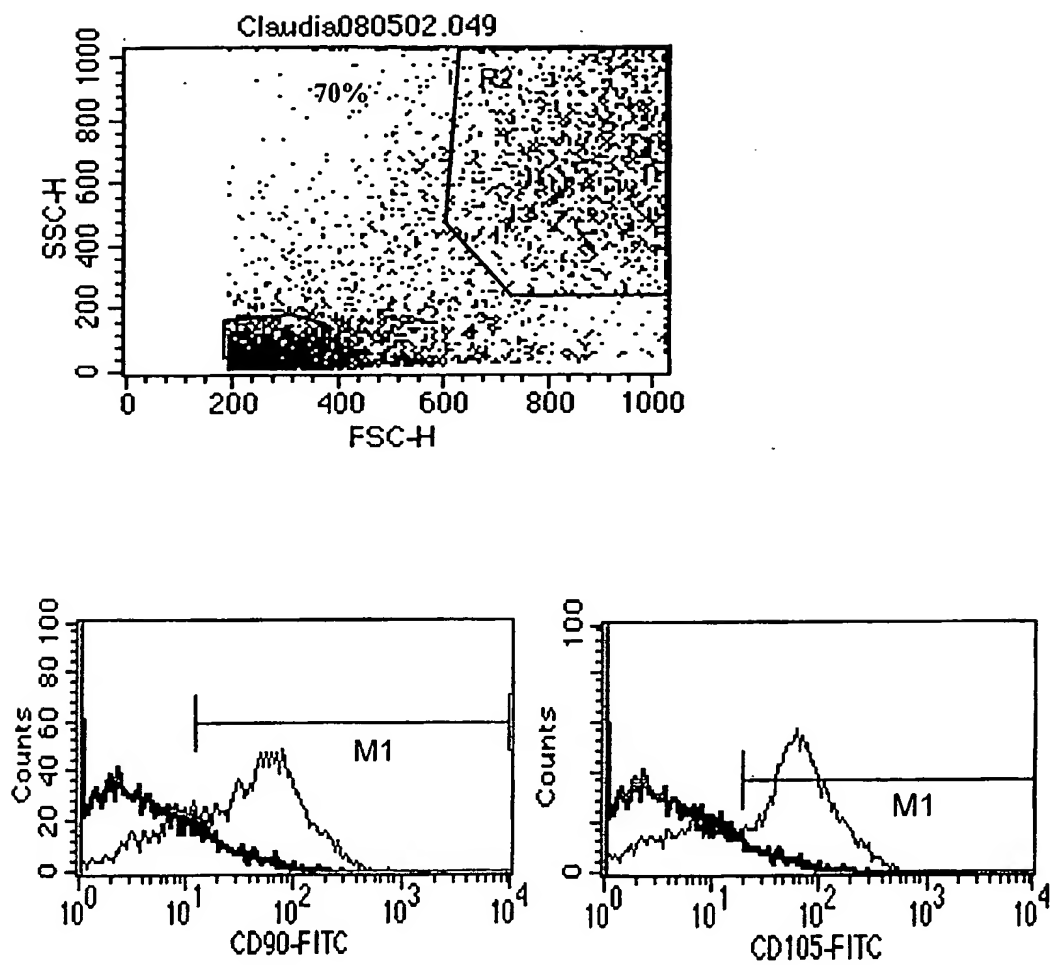 Claudia080502.049
1000
800
600
400
200
0
SSC-H
70%
R2
0 200 400 600 800 1000
FSC-H
100
80
60
40
20
0
Counts
M1
10^0 10^1 10^2 10^3 10^4
CD90-FITC
100
0
Counts
M1
10^0 10^1 10^2 10^3 10^4
CD105-FITC